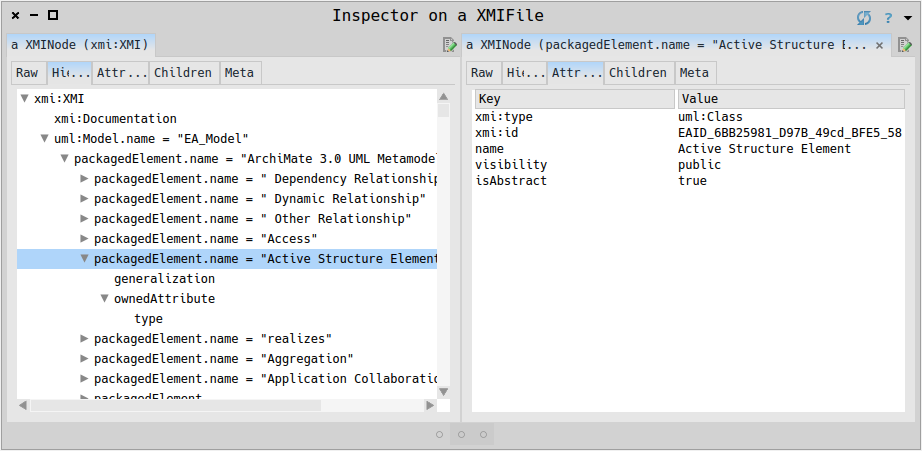 Inspector on a XMIFile
?
a XMINode (xmi:XMI)
Raw Hi<...> Attr... Children Meta
xmi:XMI
xmi:Documentation
uml:Model.name = "EA_Model"
packagedElement.name = "ArchiMate 3.0 UML Metamode
packagedElement.name = " Dependency Relationship
packagedElement.name = " Dynamic Relationship"
packagedElement.name = " Other Relationship"
packagedElement.name = "Access"
packagedElement.name = "Active Structure Element
generalization
ownedAttribute
type
packagedElement.name = "realizes"
packagedElement.name = "Aggregation"
packagedElement.name = "Application Collaboratio
packagedElement
a XMINode (packagedElement.name = "Active Structure E... ×
Raw Hi... Attr... Children Meta
Key Value
xmi:type uml:Class
xmi:id EAID_6BB25981_D97B_49cd_BFE5_58
name Active Structure Element
visibility public
isAbstract true